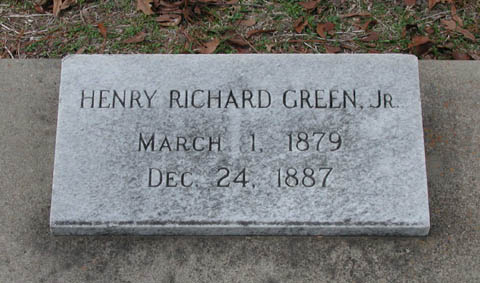 HENRY RICHARD GREEN, JR.
MARCH 1, 1879
DEC. 24, 1887